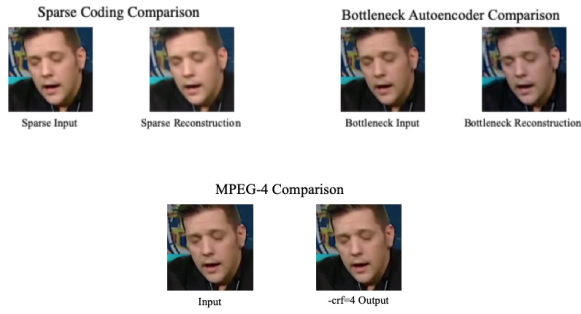 Sparse Coding Comparison
Bottleneck Autoencoder Comparison
Sparse Input
Sparse Reconstruction
Bottleneck Input
Bottleneck Reconstruction
MPEG-4 Comparison
Input
-crf=4 Output